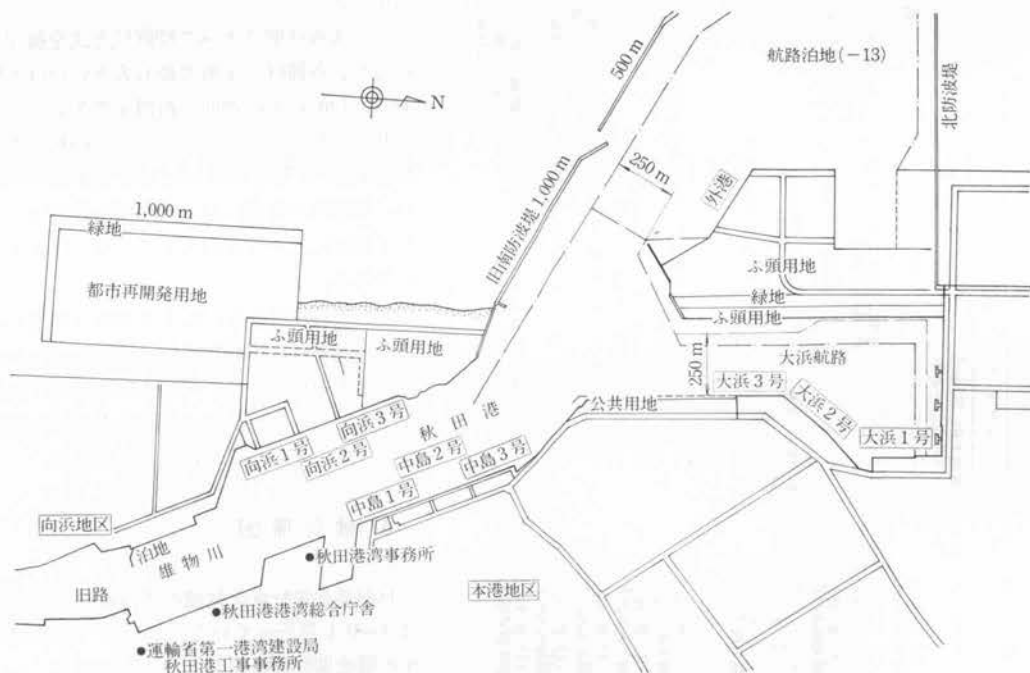 航路泊地(-13)
北防波堤
500m
N
250m
外港
1,000m
緑地
旧南防波堤 1,000m
都市再開発用地
ふ頭用地
緑地
ふ頭用地
ふ頭用地
ふ頭用地
大浜航路
250m
大浜3号
大浜2号
大浜1号
公共用地
秋田港
向浜3号
向浜2号
向浜1号
中島3号
中島2号
中島1号
向浜地区
泊地
雄物川
旧路
●秋田港湾事務所
本港地区
●秋田港港湾総合庁舎
●運輸省第一港湾建設局
秋田港工事事務所